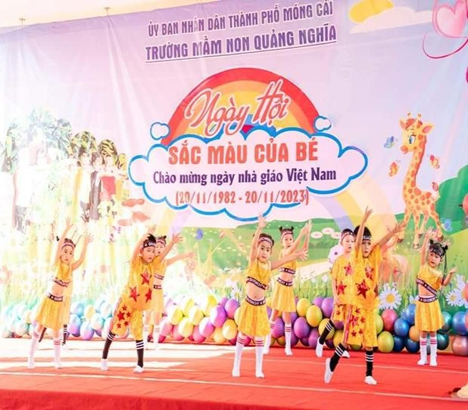 ỦY BAN NHÂN DÂN THÀNH PHỐ MÓNG CÁI
TRƯỜNG MẦM NON QUẢNG NGHĨA
Ngày Hội
SẮC MÀU CỦA BÉ
Chào mừng ngày nhà giáo Việt Nam
(20/11/1982 - 20/11/2023)